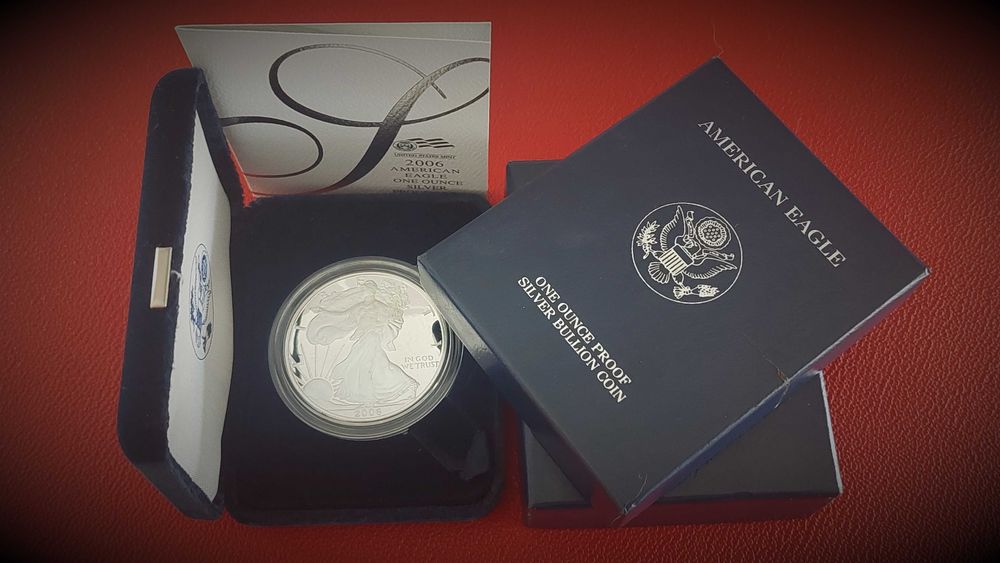 UNITED STATES MINT
2006
AMERICAN
EAGLE
ONE OUNCE
SILVER
IN GOD
WE TRUST
2006
AMERICAN EAGLE
ONE OUNCE PROOF
SILVER BULLION COIN